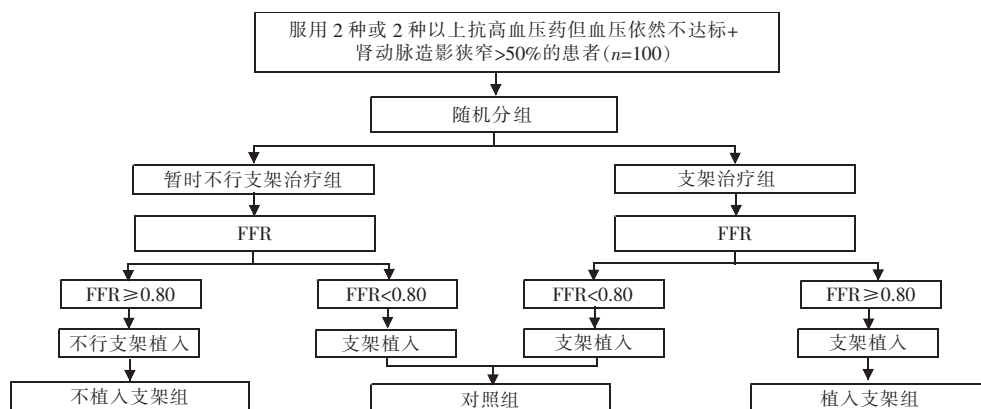 服用 2 种或 2 种以上抗高血压药但血压依然不达标+
肾动脉造影狭窄>50%的患者(n=100)
随机分组
暂时不行支架治疗组
支架治疗组
FFR
FFR
FFR≥0.80
FFR<0.80
FFR<0.80
FFR≥0.80
不行支架植入
支架植入
支架植入
支架植入
不植入支架组
对照组
植入支架组